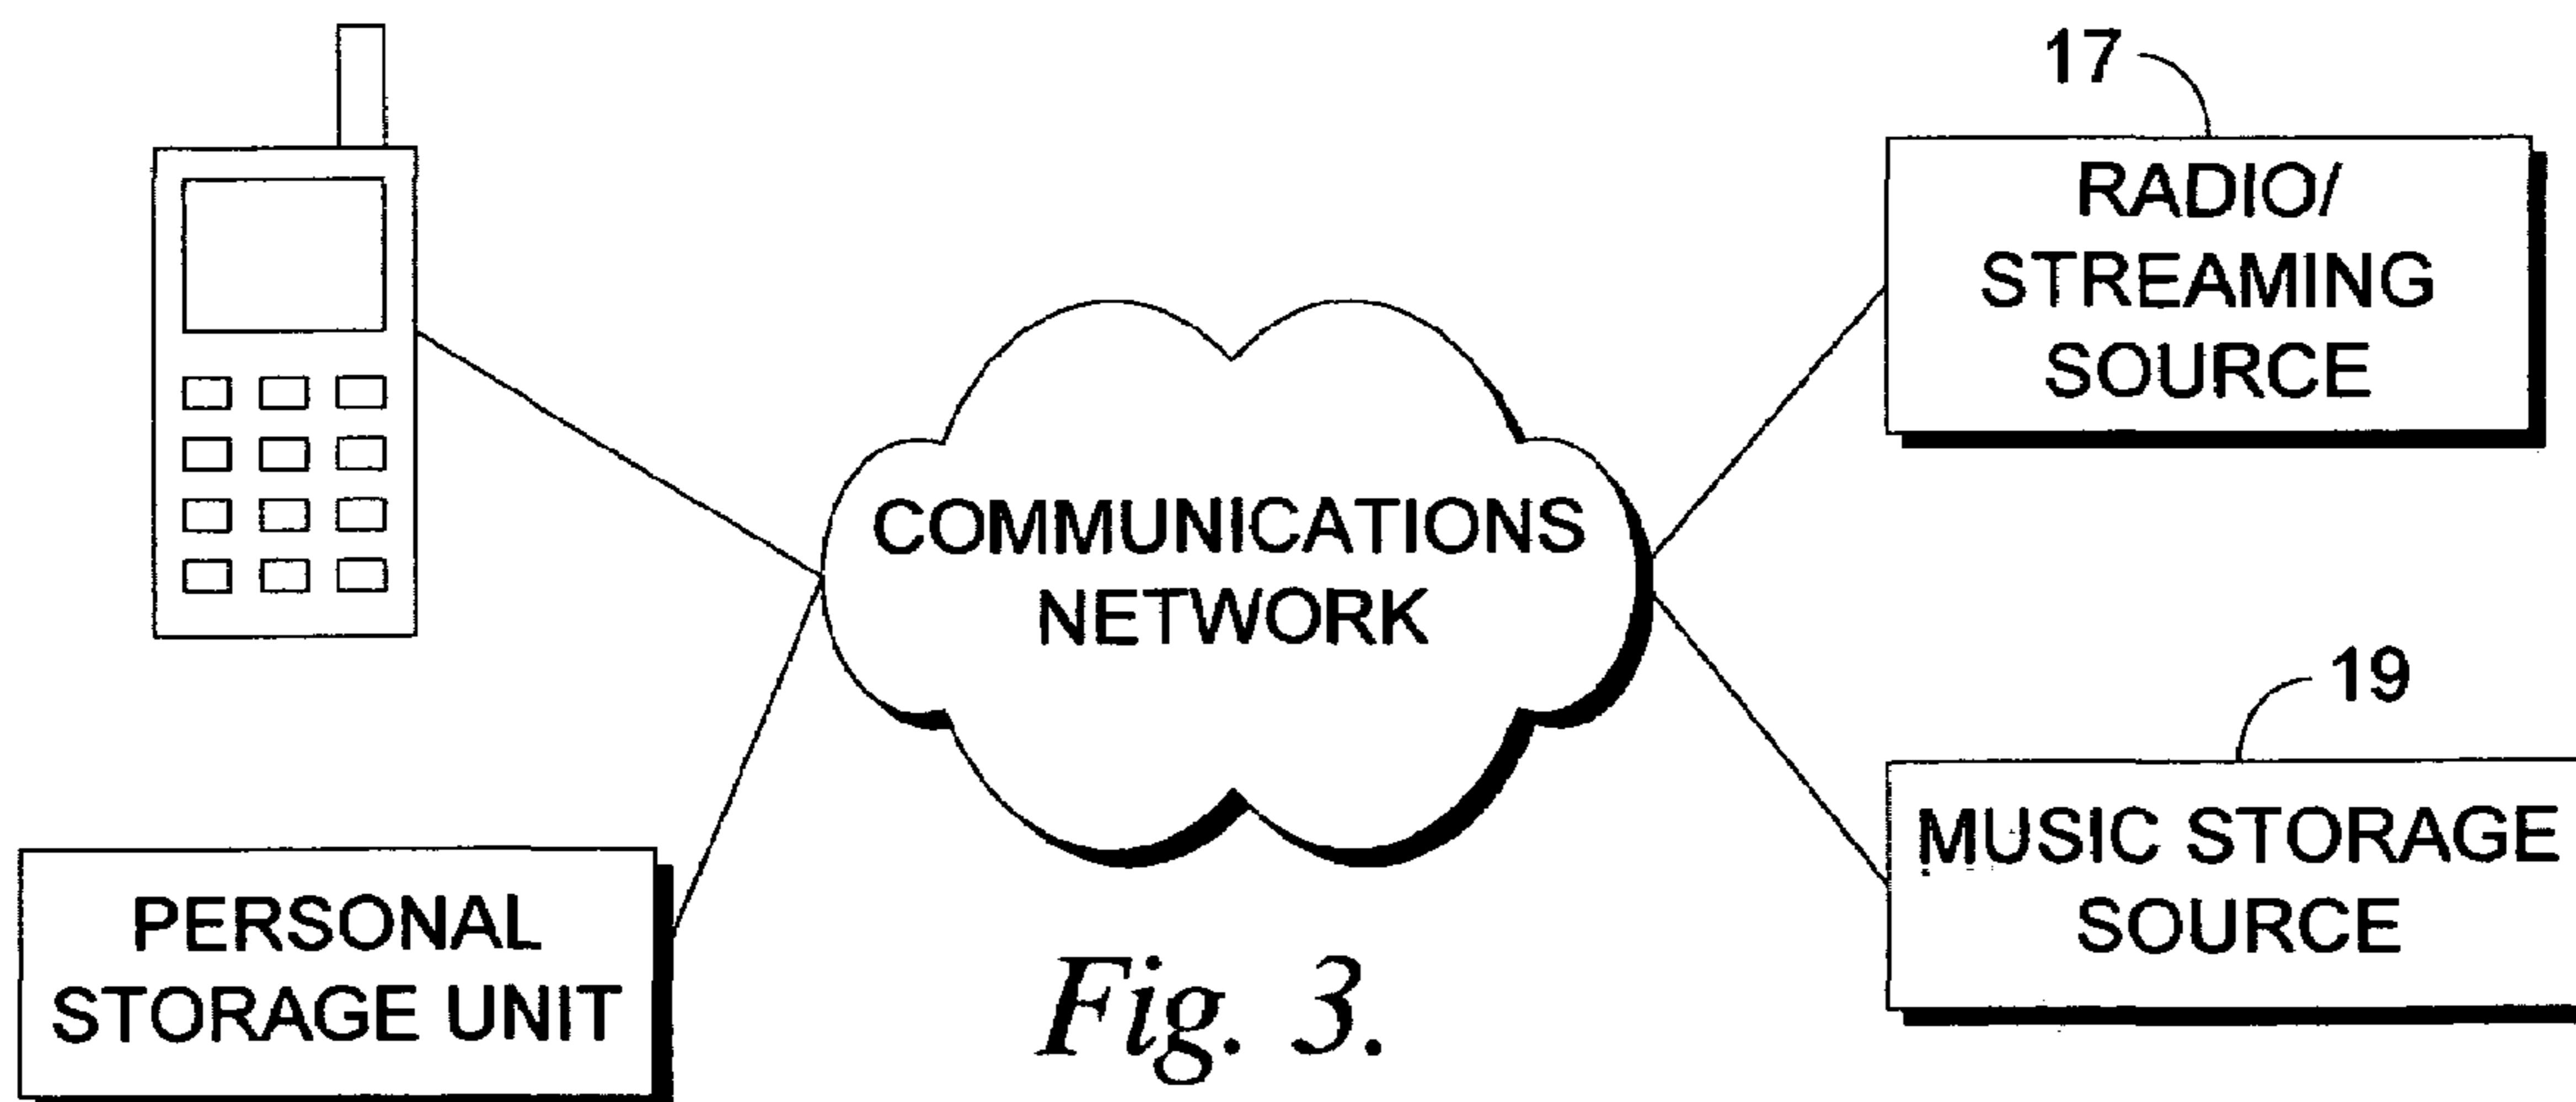 17
RADIO/
STREAMING
SOURCE
COMMUNICATIONS
NETWORK
19
MUSIC STORAGE
SOURCE
PERSONAL
STORAGE UNIT
Fig. 3.